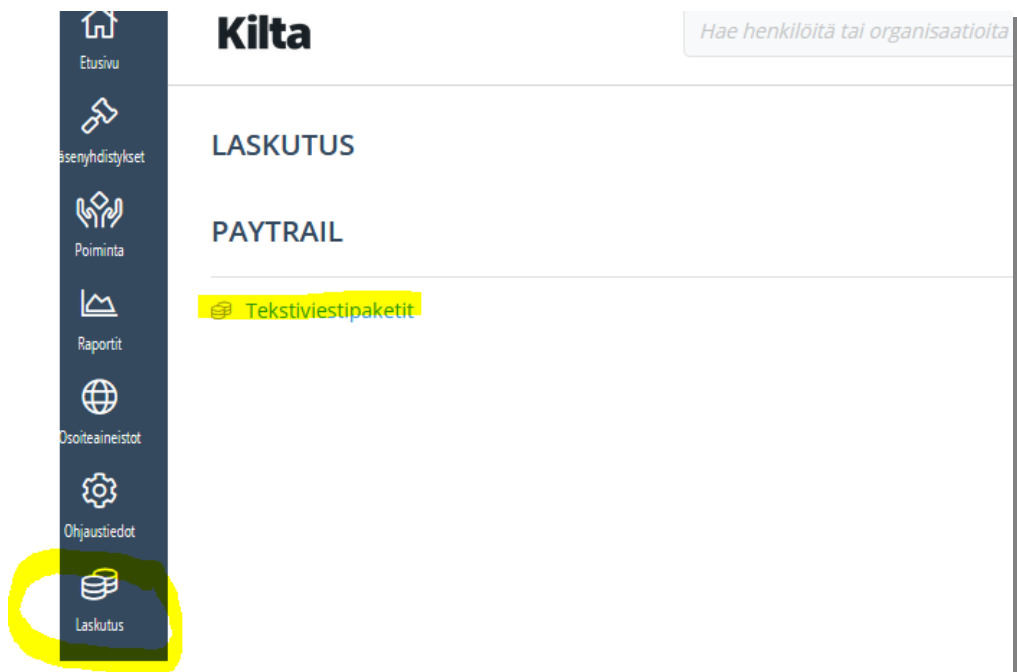 Etusivu
äsenyhdistykset
Poiminta
Raportit
Osoiteaineistot
Ohjaustiedot
Laskutus
Kilta
Hae henkilöitä tai organisaatioita
LASKUTUS
PAYTRAIL
Tekstiviestipaketit